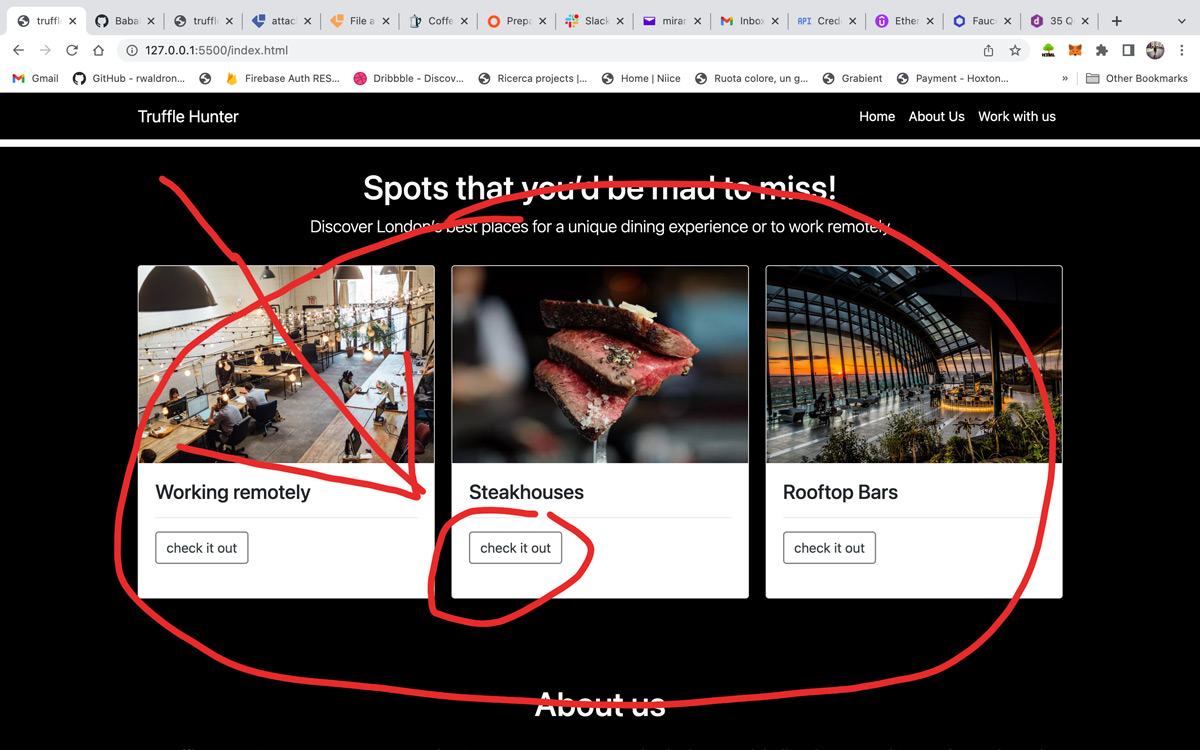 truffl Babal truffl attac File a Coffe Prepa Slack miran Inbox API Cred Ether Fauc 35 Q
127.0.0.1:5500/index.html
Gmail GitHub - rwaldron... Firebase Auth RES... Dribbble - Discov... Ricerca projects |... Home | Niice Ruota colore, un g... Grabient Payment - Hoxton... » Other Bookmarks
Truffle Hunter Home About Us Work with us
Spots that you'd be mad to miss!
Discover London's best places for a unique dining experience or to work remotely
Working remotely Steakhouses Rooftop Bars
check it out check it out check it out
About us